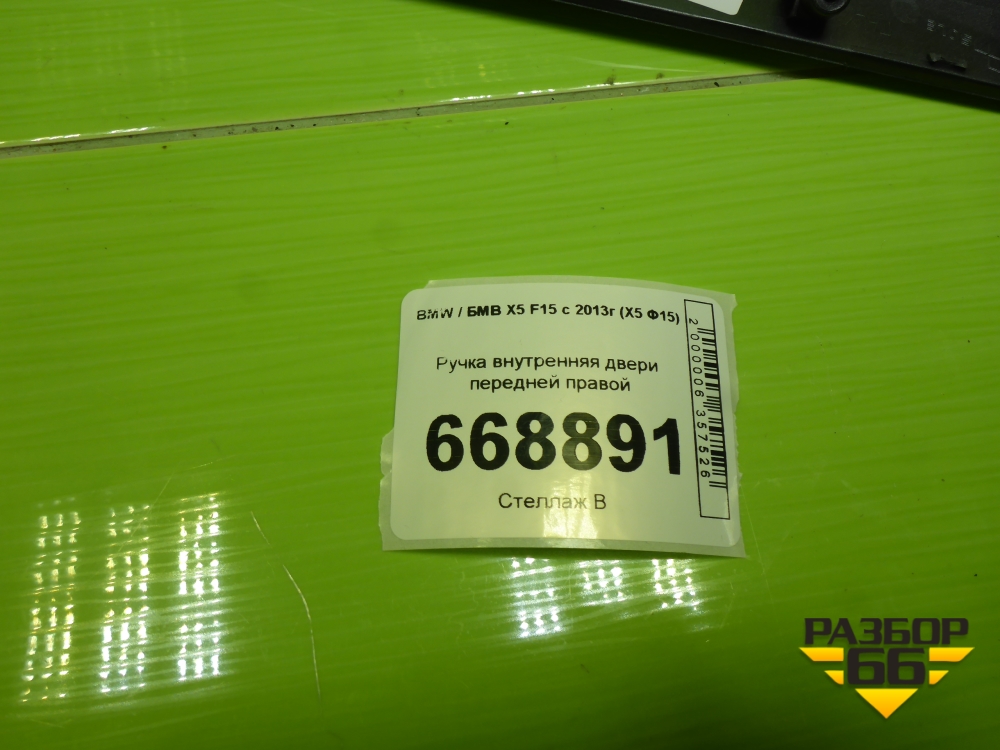 BMW / БМВ X5 F15 с 2013г (X5 Ф15)
Ручка внутренняя двери
передней правой
668891
Стеллаж В
2000006357526
РАЗБОР
66